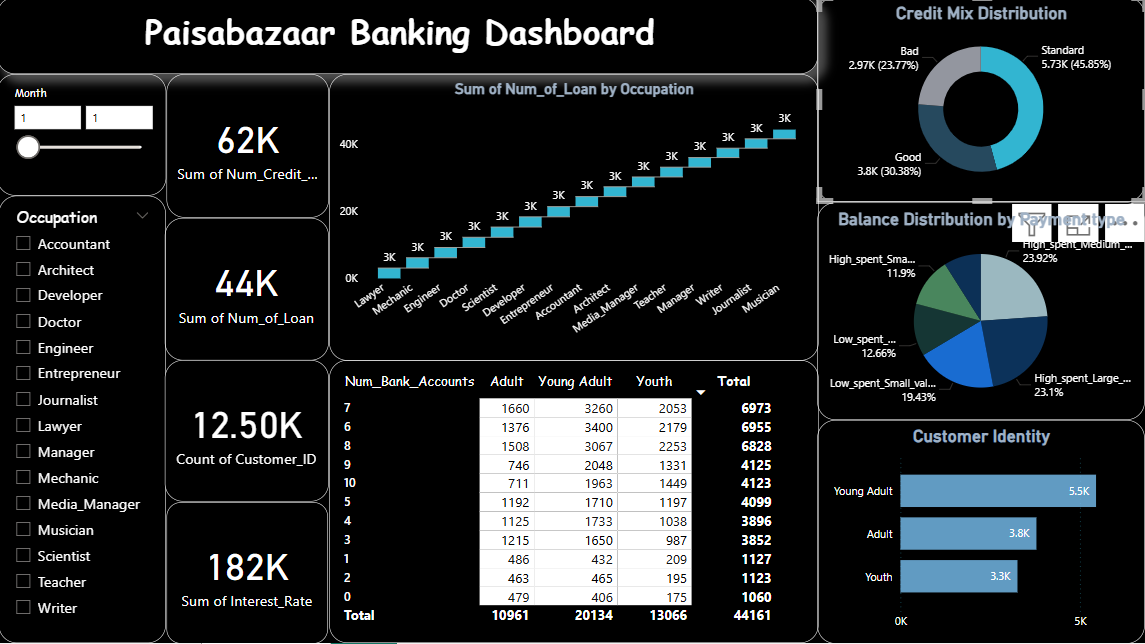 Paisabazaar Banking Dashboard
Month
1 1
Occupation
Accountant
Architect
Developer
Doctor
Engineer
Entrepreneur
Journalist
Lawyer
Manager
Mechanic
Media_Manager
Musician
Scientist
Teacher
Writer
62K
Sum of Num_Credit_...
44K
Sum of Num_of_Loan
12.50K
Count of Customer_ID
182K
Sum of Interest_Rate
Sum of Num_of_Loan by Occupation
40K
20K
0K
3K 3K 3K 3K 3K 3K 3K 3K 3K 3K 3K 3K 3K 3K 3K
Lawyer
Mechanic
Engineer
Doctor
Scientist
Developer
Entrepreneur
Accountant
Architect
Media_Manager
Teacher
Manager
Writer
Journalist
Musician
Num_Bank_Accounts Adult Young Adult Youth Total
7 1660 3260 2053 6973
6 1376 3400 2179 6955
8 1508 3067 2253 6828
9 746 2048 1331 4125
10 711 1963 1449 4123
5 1192 1710 1197 4099
4 1125 1733 1038 3896
3 1215 1650 987 3852
1 486 432 209 1127
2 463 465 195 1123
0 479 406 175 1060
Total 10961 20134 13066 44161
Credit Mix Distribution
Bad
2.97K (23.77%)
Standard
5.73K (45.85%)
Good
3.8K (30.38%)
Balance Distribution by Payment type
High_spent_Medium_...
23.92%
High_spent_Sma...
11.9%
Low_spent_...
12.66%
Low_spent_Small_val...
19.43%
High_spent_Large_...
23.1%
Customer Identity
Young Adult 5.5K
Adult 3.8K
Youth 3.3K
0K 5K